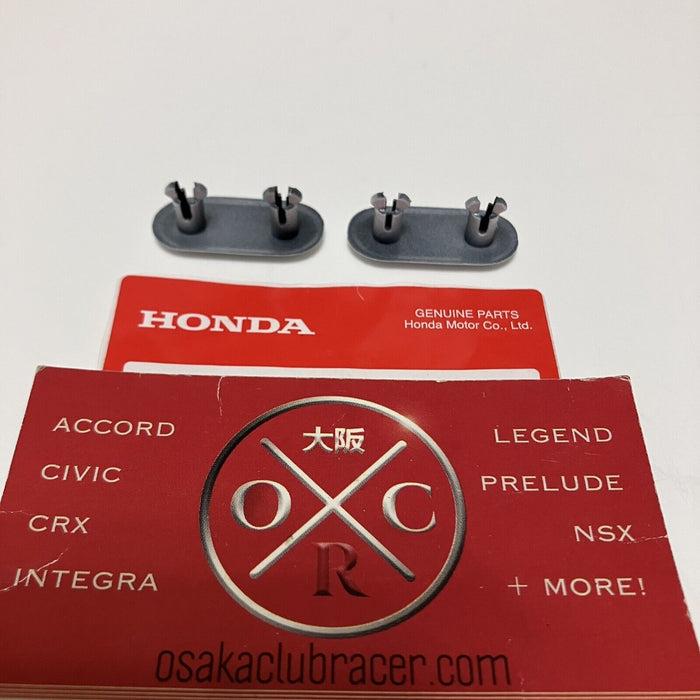 HONDA
GENUINE PARTS
Honda Motor Co., Ltd.
大阪
O C
R
ACCORD
CIVIC
CRX
INTEGRA
LEGEND
PRELUDE
NSX
+ MORE!
osakaclubracer.com